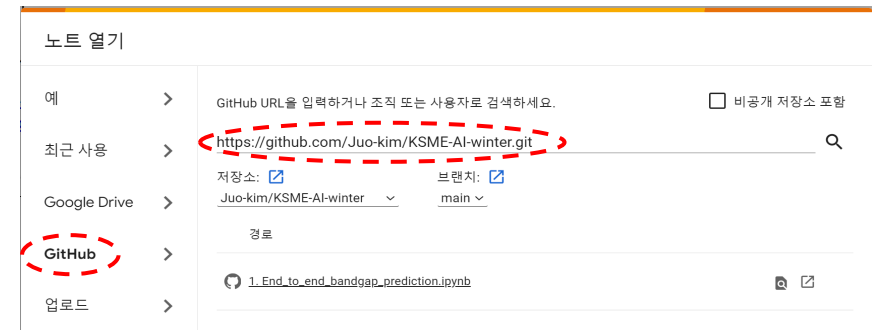 노트 열기
예
최근 사용
Google Drive
GitHub
업로드
GitHub URL을 입력하거나 조직 또는 사용자로 검색하세요.
비공개 저장소 포함
https://github.com/Juo-kim/KSME-AI-winter.git
저장소:
브랜치:
Juo-kim/KSME-AI-winter
main
경로
1. End_to_end_bandgap_prediction.ipynb